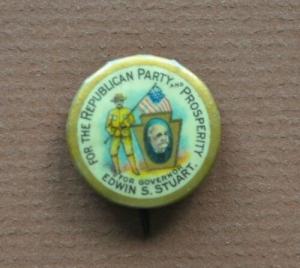 FOR THE REPUBLICAN PARTY AND PROSPERITY
FOR GOVERNOR
EDWIN S. STUART.